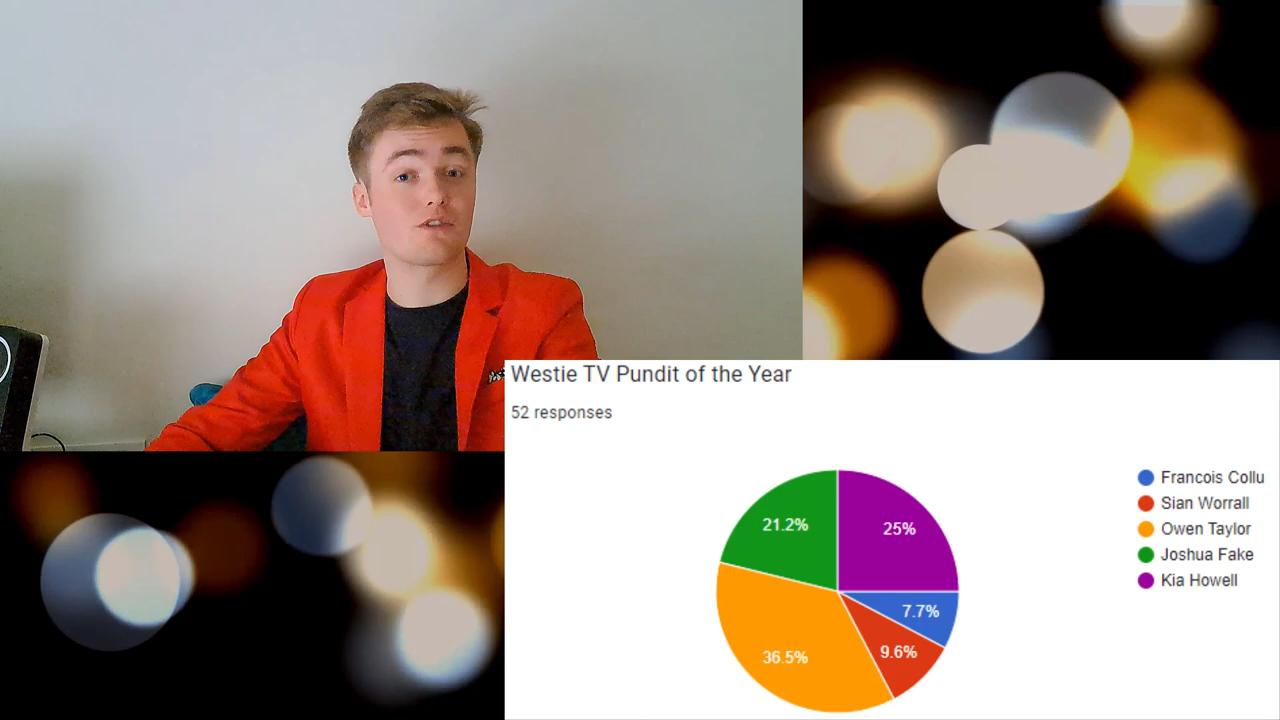 Westie TV Pundit of the Year
52 responses
Francois Collu
Sian Worrall
Owen Taylor
Joshua Fake
Kia Howell
21.2%
25%
7.7%
9.6%
36.5%